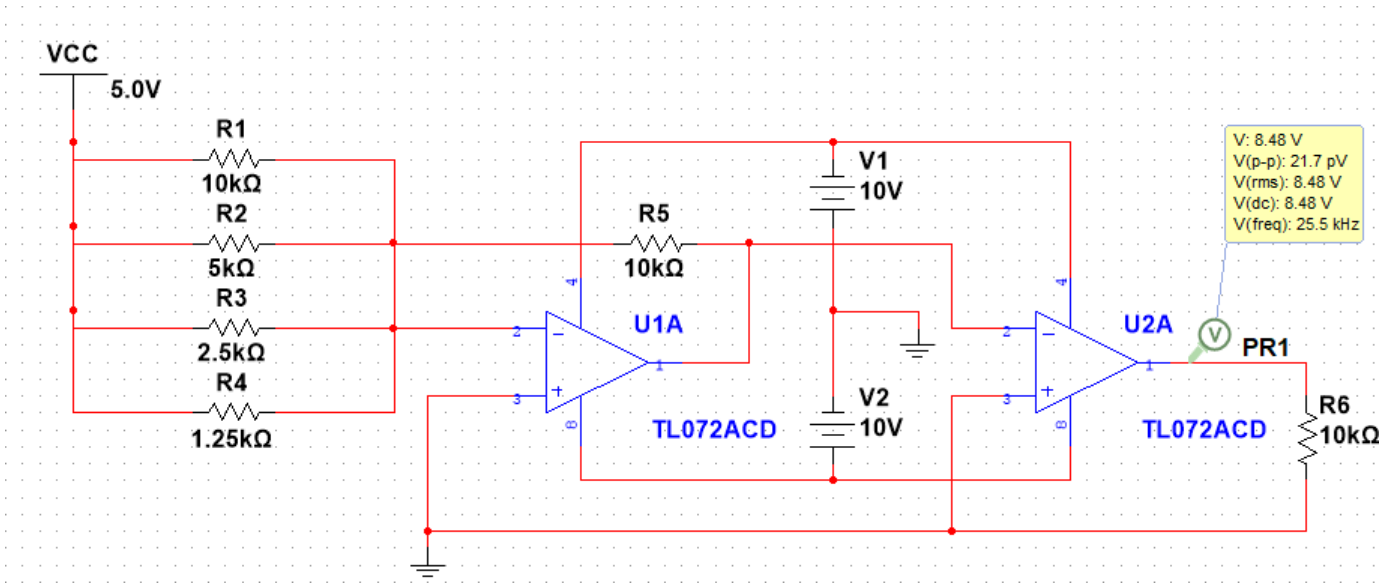 VCC
5.0V
R1
10kΩ
R2
5kΩ
R3
2.5kΩ
R4
1.25kΩ
R5
10kΩ
4
2
3
1
8
−
+
U1A
TL072ACD
V1
10V
V2
10V
4
2
3
1
8
−
+
U2A
TL072ACD
V: 8.48 V
V(p-p): 21.7 pV
V(rms): 8.48 V
V(dc): 8.48 V
V(freq): 25.5 kHz
V
PR1
R6
10kΩ